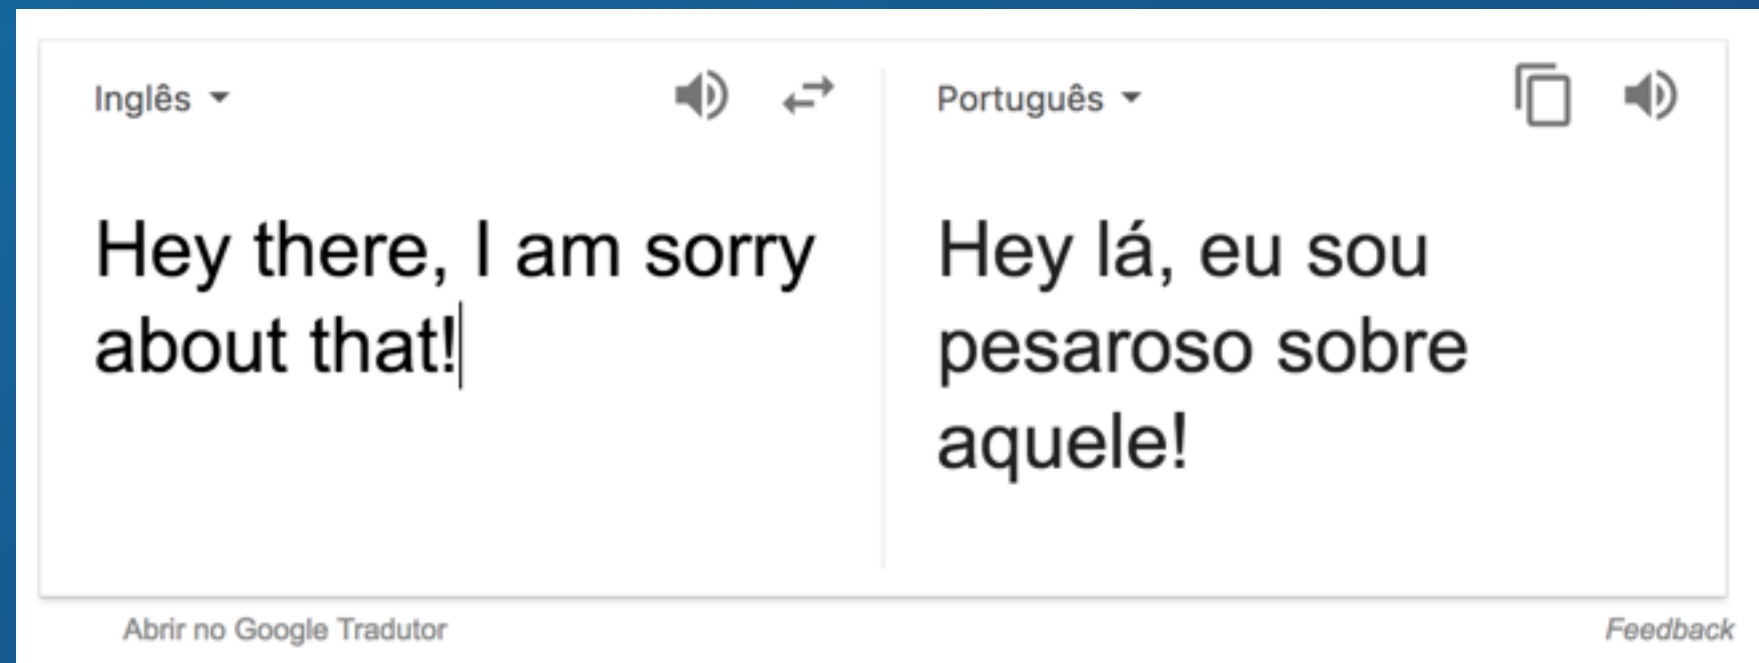 Inglês
Português
Hey there, I am sorry
about that!
Hey lá, eu sou
pesaroso sobre
aquele!
Abrir no Google Tradutor
Feedback